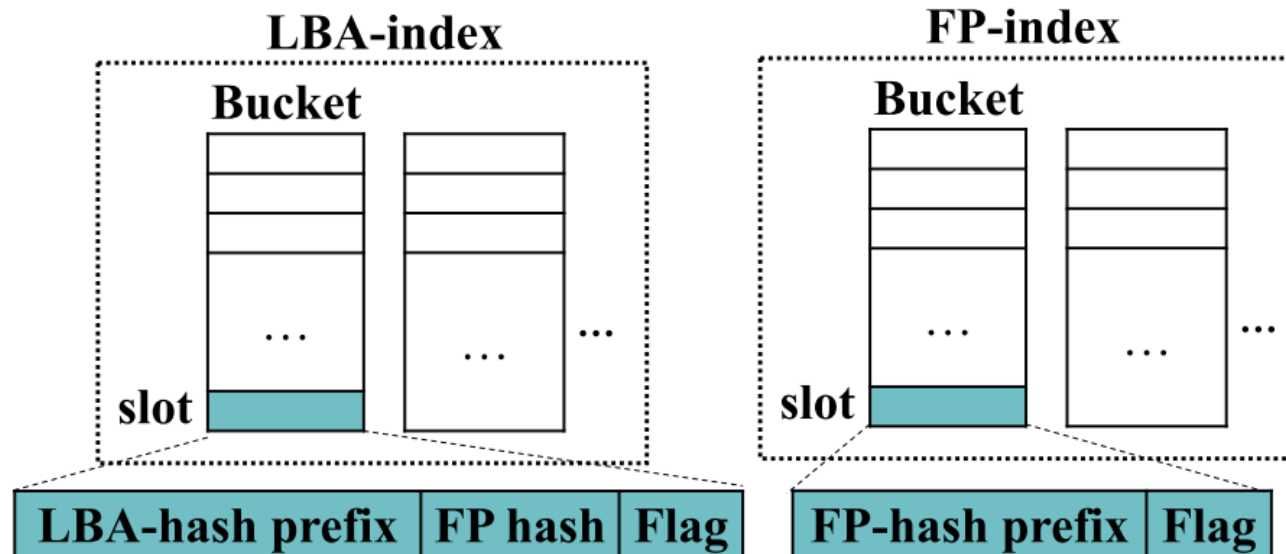 LBA-index
Bucket
...
...
...
slot
LBA-hash prefix FP hash Flag
FP-index
Bucket
...
...
...
slot
FP-hash prefix Flag